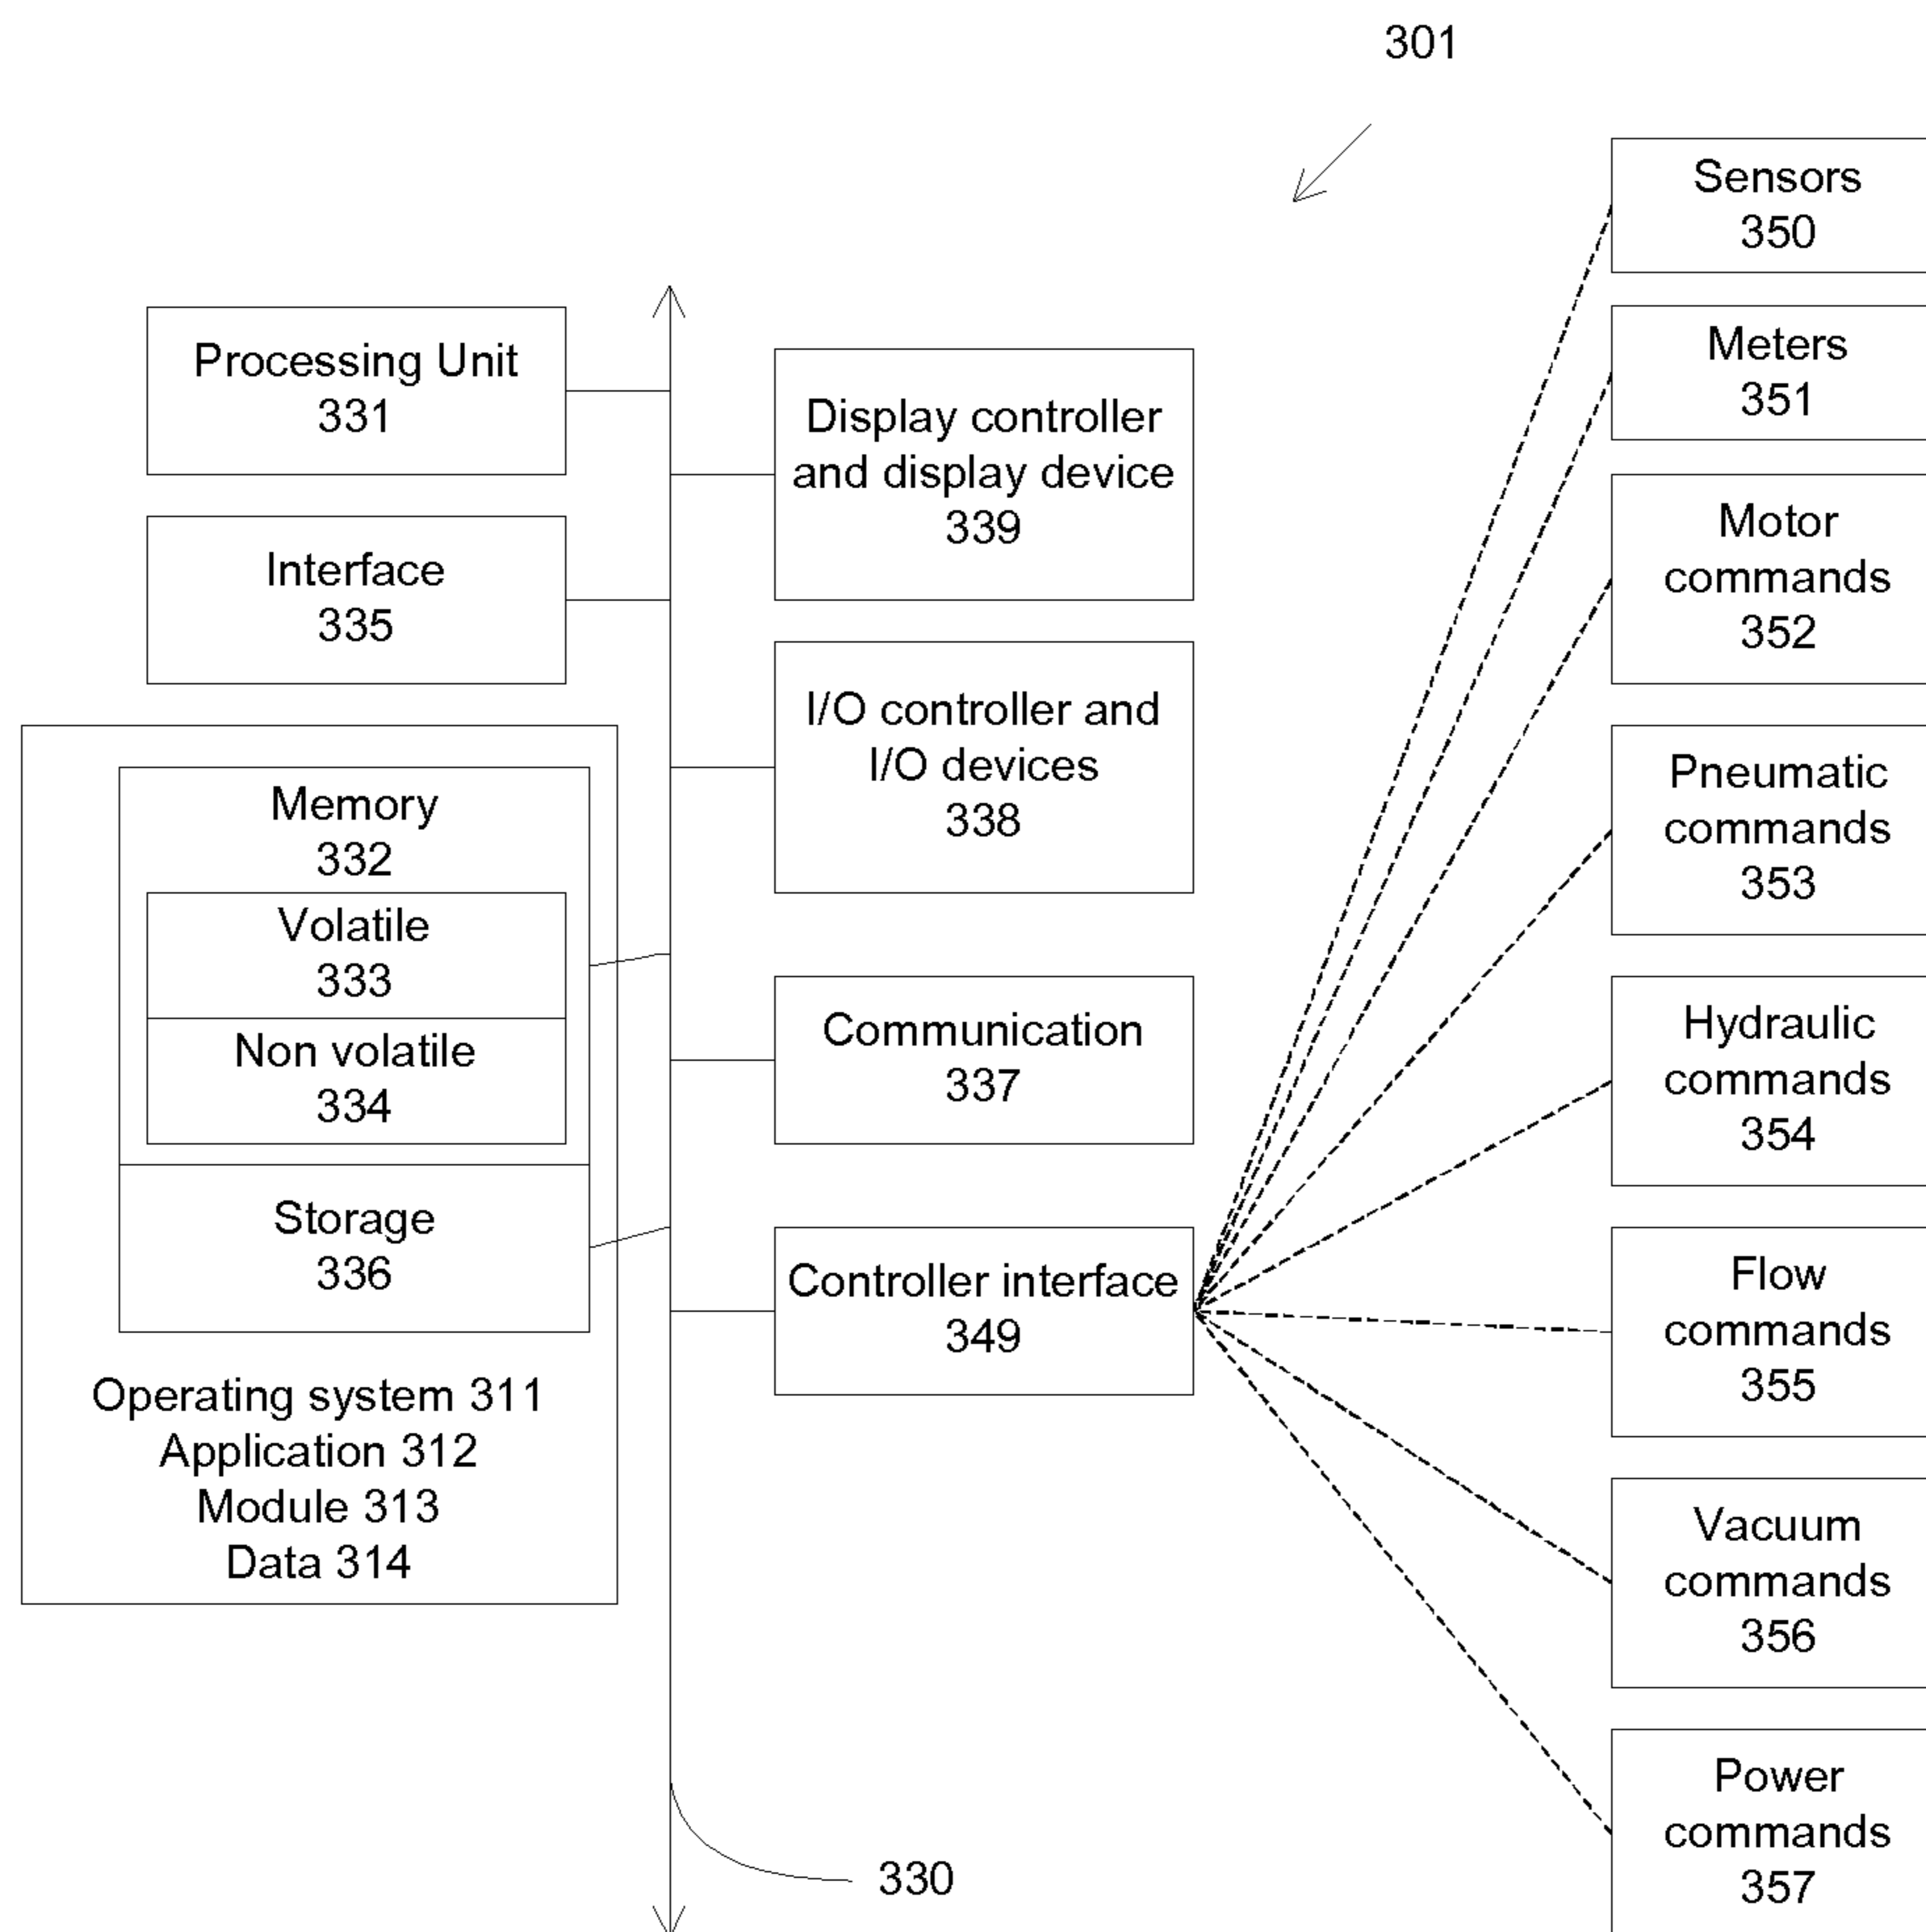 301
Processing Unit
331
Interface
335
Memory
332
Volatile
333
Non volatile
334
Storage
336
Operating system 311
Application 312
Module 313
Data 314
Display controller
and display device
339
I/O controller and
I/O devices
338
Communication
337
Controller interface
349
330
Sensors
350
Meters
351
Motor
commands
352
Pneumatic
commands
353
Hydraulic
commands
354
Flow
commands
355
Vacuum
commands
356
Power
commands
357